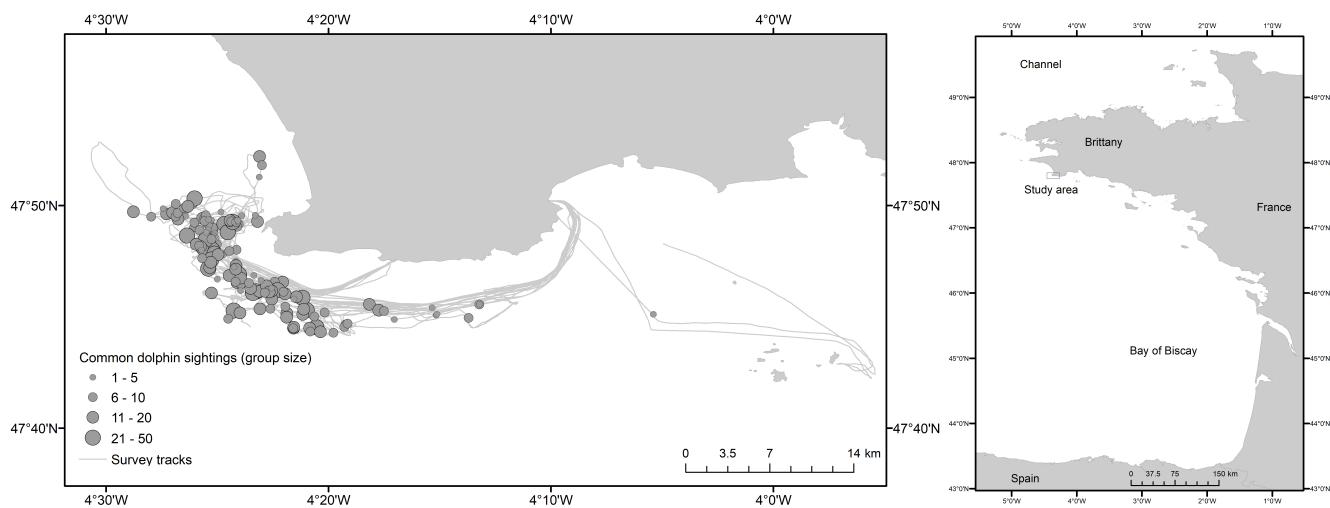 4°30'W 4°20'W 4°10'W 4°0'W
47°50'N 47°50'N
47°40'N 47°40'N
Common dolphin sightings (group size)
1 - 5
6 - 10
11 - 20
21 - 50
Survey tracks
0 3.5 7 14 km
4°30'W 4°20'W 4°10'W 4°0'W
5°0'W 4°0'W 3°0'W 2°0'W 1°0'W
Channel
49°0'N 49°0'N
Brittany
48°0'N 48°0'N
Study area
France
47°0'N 47°0'N
46°0'N 46°0'N
Bay of Biscay
45°0'N 45°0'N
44°0'N 44°0'N
0 37.5 75 150 km
Spain
43°0'N 43°0'N
5°0'W 4°0'W 3°0'W 2°0'W 1°0'W